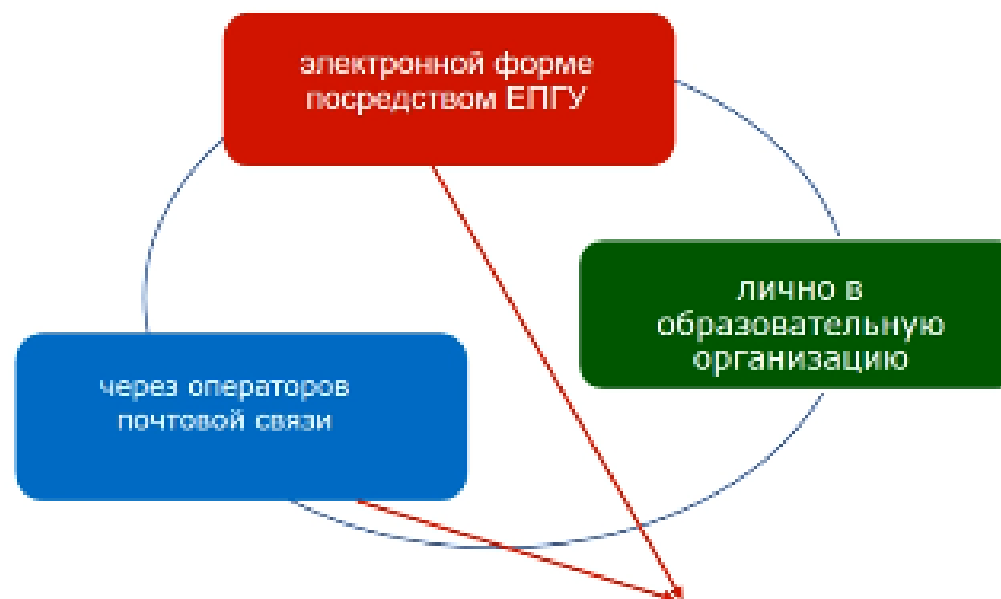 электронной форме
посредством ЕПГУ
лично в
образовательную
организацию
через операторов
почтовой связи